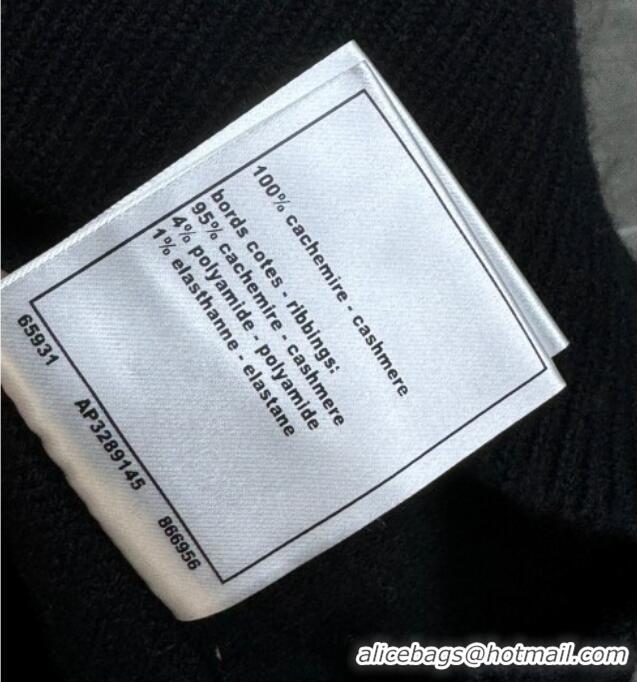 100% cachemire - cashmere
bords cotes - ribbings:
95% cachemire - cashmere
4% polyamide - polyamide
1% elasthanne - elastane
65931 AP3289145 866956
alicebags@hotmail.com